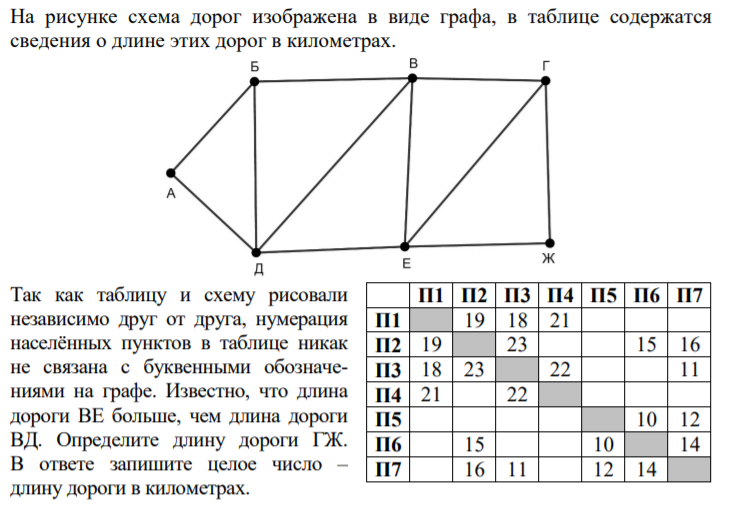 На рисунке схема дорог изображена в виде графа, в таблице содержатся
сведения о длине этих дорог в километрах.
Б В Г
А
Д Е Ж
Так как таблицу и схему рисовали
независимо друг от друга, нумерация
населённых пунктов в таблице никак
не связана с буквенными обозначе-
ниями на графе. Известно, что длина
дороги ВЕ больше, чем длина дороги
ВД. Определите длину дороги ГЖ.
В ответе запишите целое число –
длину дороги в километрах.
П1 П2 П3 П4 П5 П6 П7
П1 19 18 21
П2 19 23 15 16
П3 18 23 22 11
П4 21 22
П5 10 12
П6 15 10 14
П7 16 11 12 14